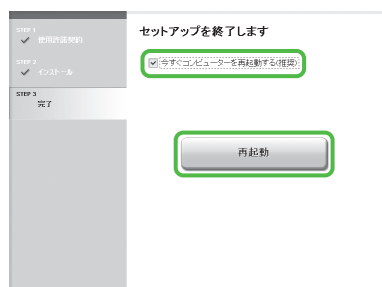 STEP 1
使用許諾契約
STEP 2
インストール
STEP 3
完了
セットアップを終了します
今すぐコンピューターを再起動する(推奨)
再起動